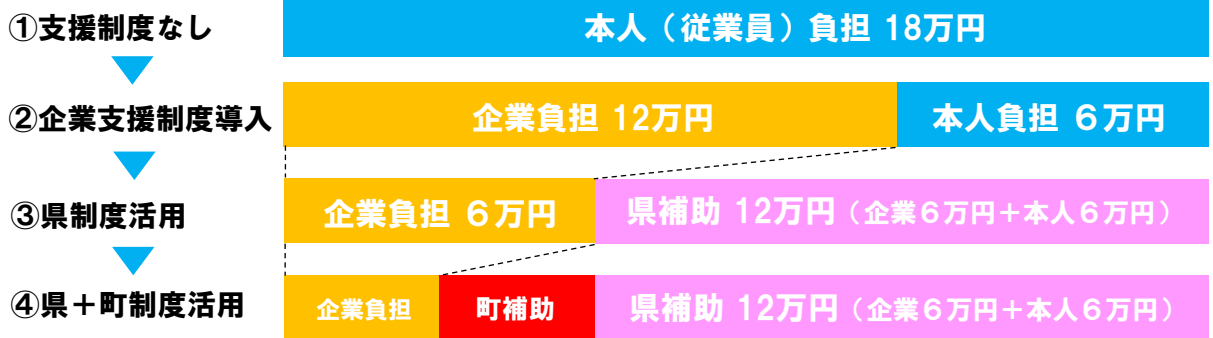 ①支援制度なし
本人（従業員）負担 18万円
②企業支援制度導入
企業負担 12万円
本人負担 ６万円
③県制度活用
企業負担 ６万円
県補助 12万円（企業６万円＋本人６万円）
④県＋町制度活用
企業負担
町補助
県補助 12万円（企業６万円＋本人６万円）